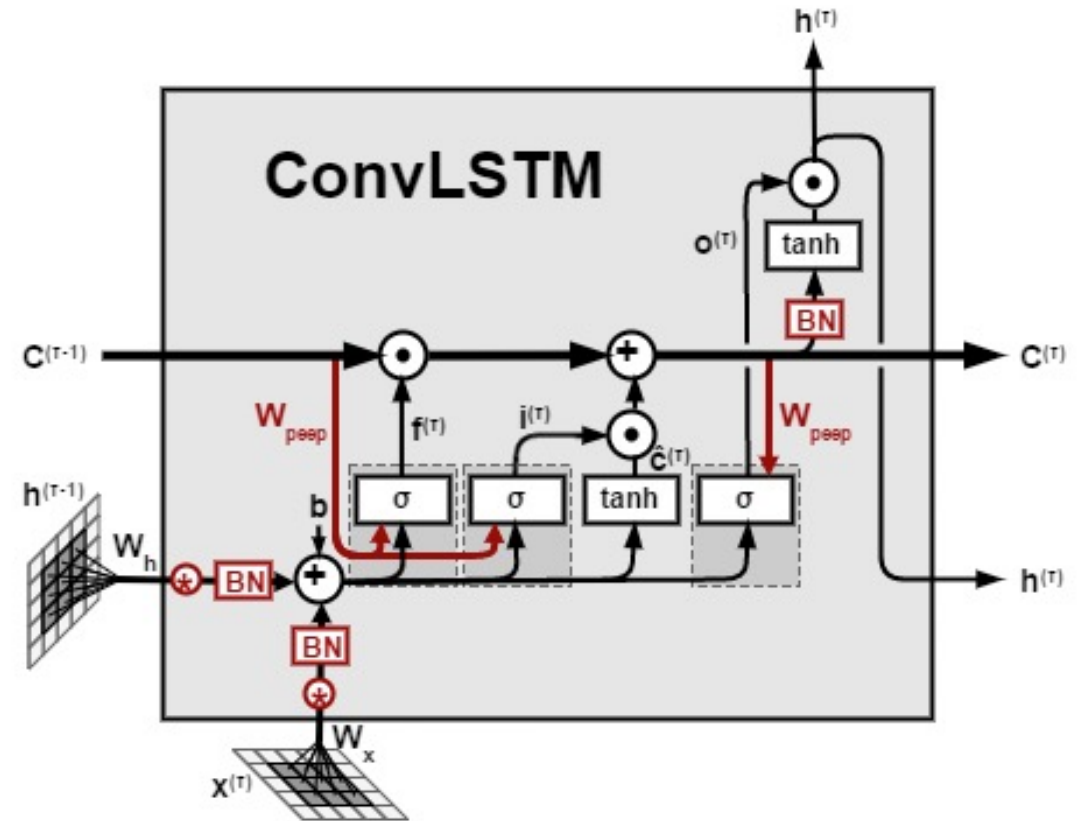 h(τ)
ConvLSTM
o(τ)
tanh
BN
C(τ-1)
+
C(τ)
Wpeep
f(τ)
i(τ)
Wpeep
ĉ(τ)
σ
σ
tanh
σ
h(τ-1)
b
Wh
*
BN
+
h(τ)
BN
*
Wx
x(τ)